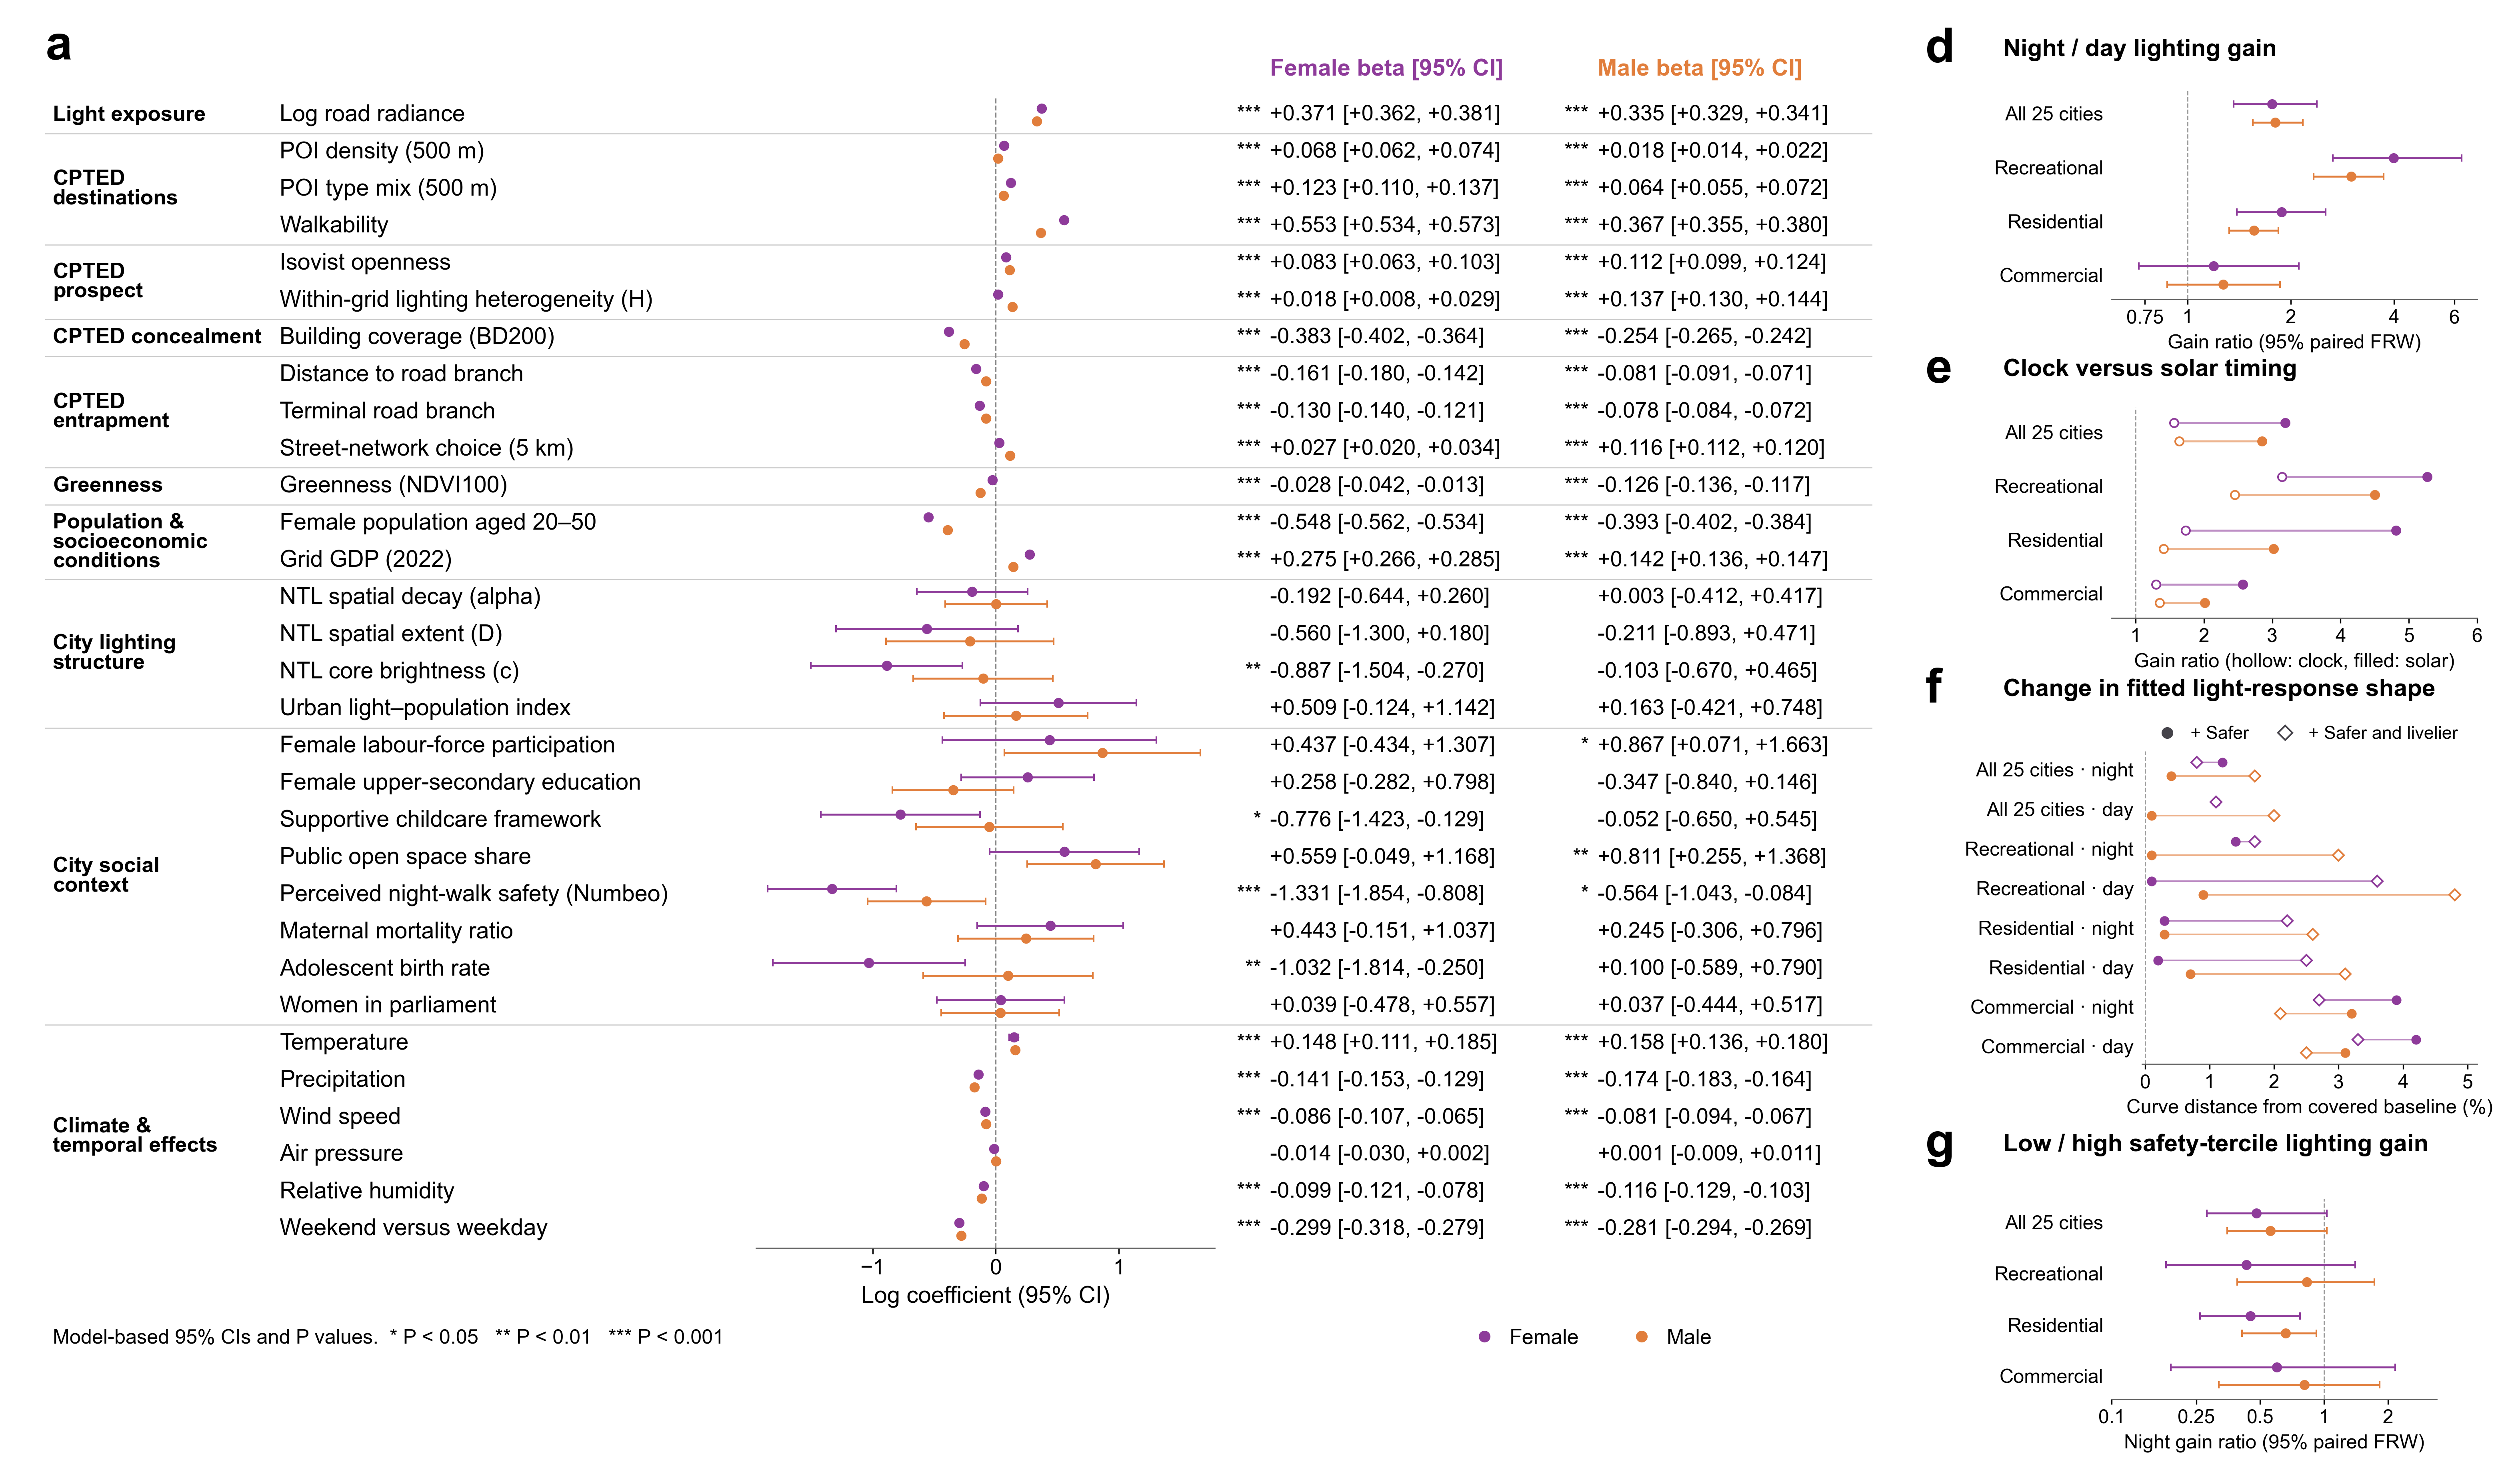 a
Female beta [95% CI]
Male beta [95% CI]
Light exposure
Log road radiance *** +0.371 [+0.362, +0.381] *** +0.335 [+0.329, +0.341]
CPTED
destinations
POI density (500 m) *** +0.068 [+0.062, +0.074] *** +0.018 [+0.014, +0.022]
POI type mix (500 m) *** +0.123 [+0.110, +0.137] *** +0.064 [+0.055, +0.072]
Walkability *** +0.553 [+0.534, +0.573] *** +0.367 [+0.355, +0.380]
CPTED
prospect
Isovist openness *** +0.083 [+0.063, +0.103] *** +0.112 [+0.099, +0.124]
Within-grid lighting heterogeneity (H) *** +0.018 [+0.008, +0.029] *** +0.137 [+0.130, +0.144]
CPTED concealment
Building coverage (BD200) *** -0.383 [-0.402, -0.364] *** -0.254 [-0.265, -0.242]
CPTED
entrapment
Distance to road branch *** -0.161 [-0.180, -0.142] *** -0.081 [-0.091, -0.071]
Terminal road branch *** -0.130 [-0.140, -0.121] *** -0.078 [-0.084, -0.072]
Street-network choice (5 km) *** +0.027 [+0.020, +0.034] *** +0.116 [+0.112, +0.120]
Greenness
Greenness (NDVI100) *** -0.028 [-0.042, -0.013] *** -0.126 [-0.136, -0.117]
Population &
socioeconomic
conditions
Female population aged 20–50 *** -0.548 [-0.562, -0.534] *** -0.393 [-0.402, -0.384]
Grid GDP (2022) *** +0.275 [+0.266, +0.285] *** +0.142 [+0.136, +0.147]
City lighting
structure
NTL spatial decay (alpha) -0.192 [-0.644, +0.260] +0.003 [-0.412, +0.417]
NTL spatial extent (D) -0.560 [-1.300, +0.180] -0.211 [-0.893, +0.471]
NTL core brightness (c) ** -0.887 [-1.504, -0.270] -0.103 [-0.670, +0.465]
Urban light–population index +0.509 [-0.124, +1.142] +0.163 [-0.421, +0.748]
City social
context
Female labour-force participation +0.437 [-0.434, +1.307] * +0.867 [+0.071, +1.663]
Female upper-secondary education +0.258 [-0.282, +0.798] -0.347 [-0.840, +0.146]
Supportive childcare framework * -0.776 [-1.423, -0.129] -0.052 [-0.650, +0.545]
Public open space share +0.559 [-0.049, +1.168] ** +0.811 [+0.255, +1.368]
Perceived night-walk safety (Numbeo) *** -1.331 [-1.854, -0.808] * -0.564 [-1.043, -0.084]
Maternal mortality ratio +0.443 [-0.151, +1.037] +0.245 [-0.306, +0.796]
Adolescent birth rate ** -1.032 [-1.814, -0.250] +0.100 [-0.589, +0.790]
Women in parliament +0.039 [-0.478, +0.557] +0.037 [-0.444, +0.517]
Climate &
temporal effects
Temperature *** +0.148 [+0.111, +0.185] *** +0.158 [+0.136, +0.180]
Precipitation *** -0.141 [-0.153, -0.129] *** -0.174 [-0.183, -0.164]
Wind speed *** -0.086 [-0.107, -0.065] *** -0.081 [-0.094, -0.067]
Air pressure -0.014 [-0.030, +0.002] +0.001 [-0.009, +0.011]
Relative humidity *** -0.099 [-0.121, -0.078] *** -0.116 [-0.129, -0.103]
Weekend versus weekday *** -0.299 [-0.318, -0.279] *** -0.281 [-0.294, -0.269]
−1 0 1
Log coefficient (95% CI)
Model-based 95% CIs and P values. * P < 0.05 ** P < 0.01 *** P < 0.001
Female Male
d Night / day lighting gain
All 25 cities
Recreational
Residential
Commercial
0.75 1 2 4 6
Gain ratio (95% paired FRW)
e Clock versus solar timing
All 25 cities
Recreational
Residential
Commercial
1 2 3 4 5 6
Gain ratio (hollow: clock, filled: solar)
f Change in fitted light-response shape
+ Safer + Safer and livelier
All 25 cities · night
All 25 cities · day
Recreational · night
Recreational · day
Residential · night
Residential · day
Commercial · night
Commercial · day
0 1 2 3 4 5
Curve distance from covered baseline (%)
g Low / high safety-tercile lighting gain
All 25 cities
Recreational
Residential
Commercial
0.1 0.25 0.5 1 2
Night gain ratio (95% paired FRW)